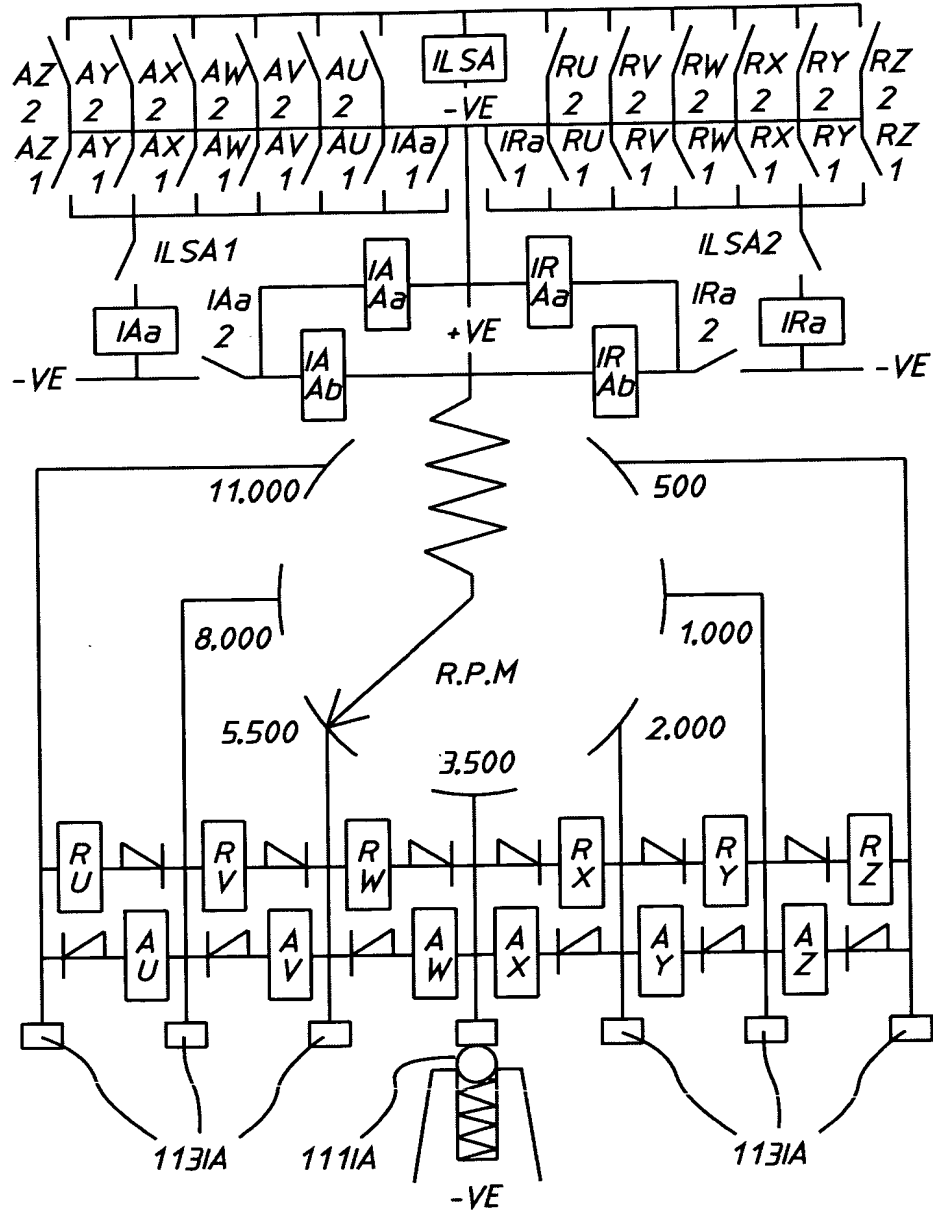 AZ 2 AY 2 AX 2 AW 2 AV 2 AU 2 ILSA RU 2 RV 2 RW 2 RX 2 RY 2 RZ 2
-VE
AZ 1 AY 1 AX 1 AW 1 AV 1 AU 1 IAa 1 IRa 1 RU 1 RV 1 RW 1 RX 1 RY 1 RZ 1
ILSA1 ILSA2
IAa 2 IA Aa IR Aa IRa 2
IAa +VE IRa
-VE IA Ab IR Ab -VE
11.000 500
8.000 1.000
R.P.M
5.500 2.000
3.500
R U R V R W R X R Y R Z
A U A V A W A X A Y A Z
113IA 111IA 113IA
-VE